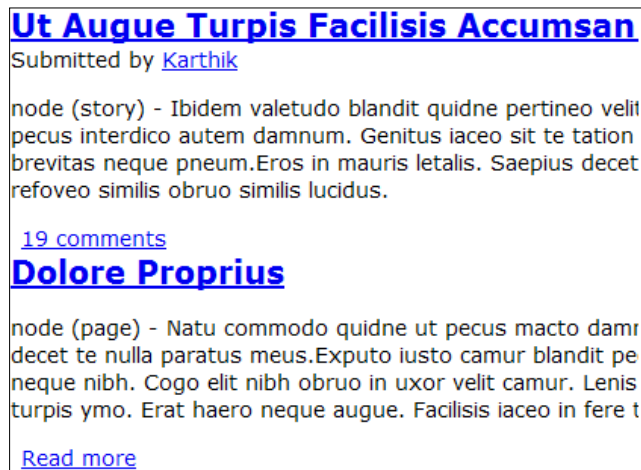 Ut Augue Turpis Facilisis Accumsan
Submitted by Karthik
node (story) - Ibidem valetudo blandit quidne pertineo velit
pecus interdico autem damnum. Genitus iaceo sit te tation
brevitas neque pneum.Eros in mauris letalis. Saepius decet
refoveo similis obruo similis lucidus.
19 comments
Dolore Proprius
node (page) - Natu commodo quidne ut pecus macto
decet te nulla paratus meus.Exputo iusto camur blandit
neque nibh. Cogo elit nibh obruo in uxor velit camur. Lenis
turpis ymo. Erat haero neque augue. Facilisis iaceo in fere
Read more